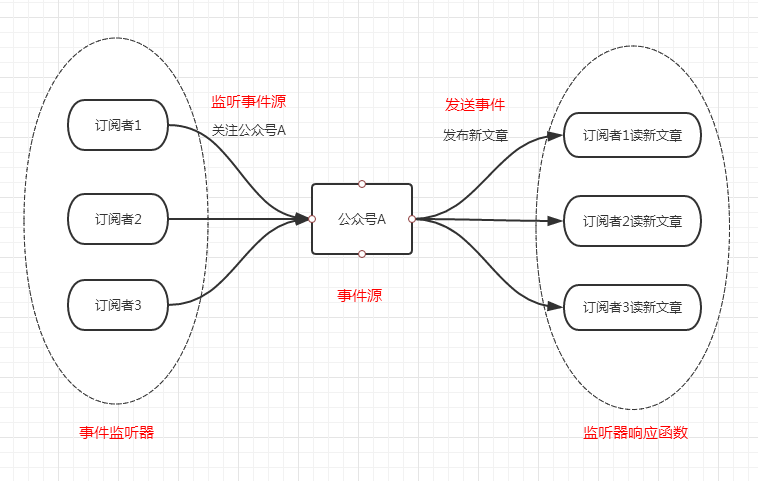 监听事件源
发送事件
关注公众号A
发布新文章
订阅者1
订阅者2
订阅者3
公众号A
事件源
订阅者1读新文章
订阅者2读新文章
订阅者3读新文章
事件监听器
监听器响应函数